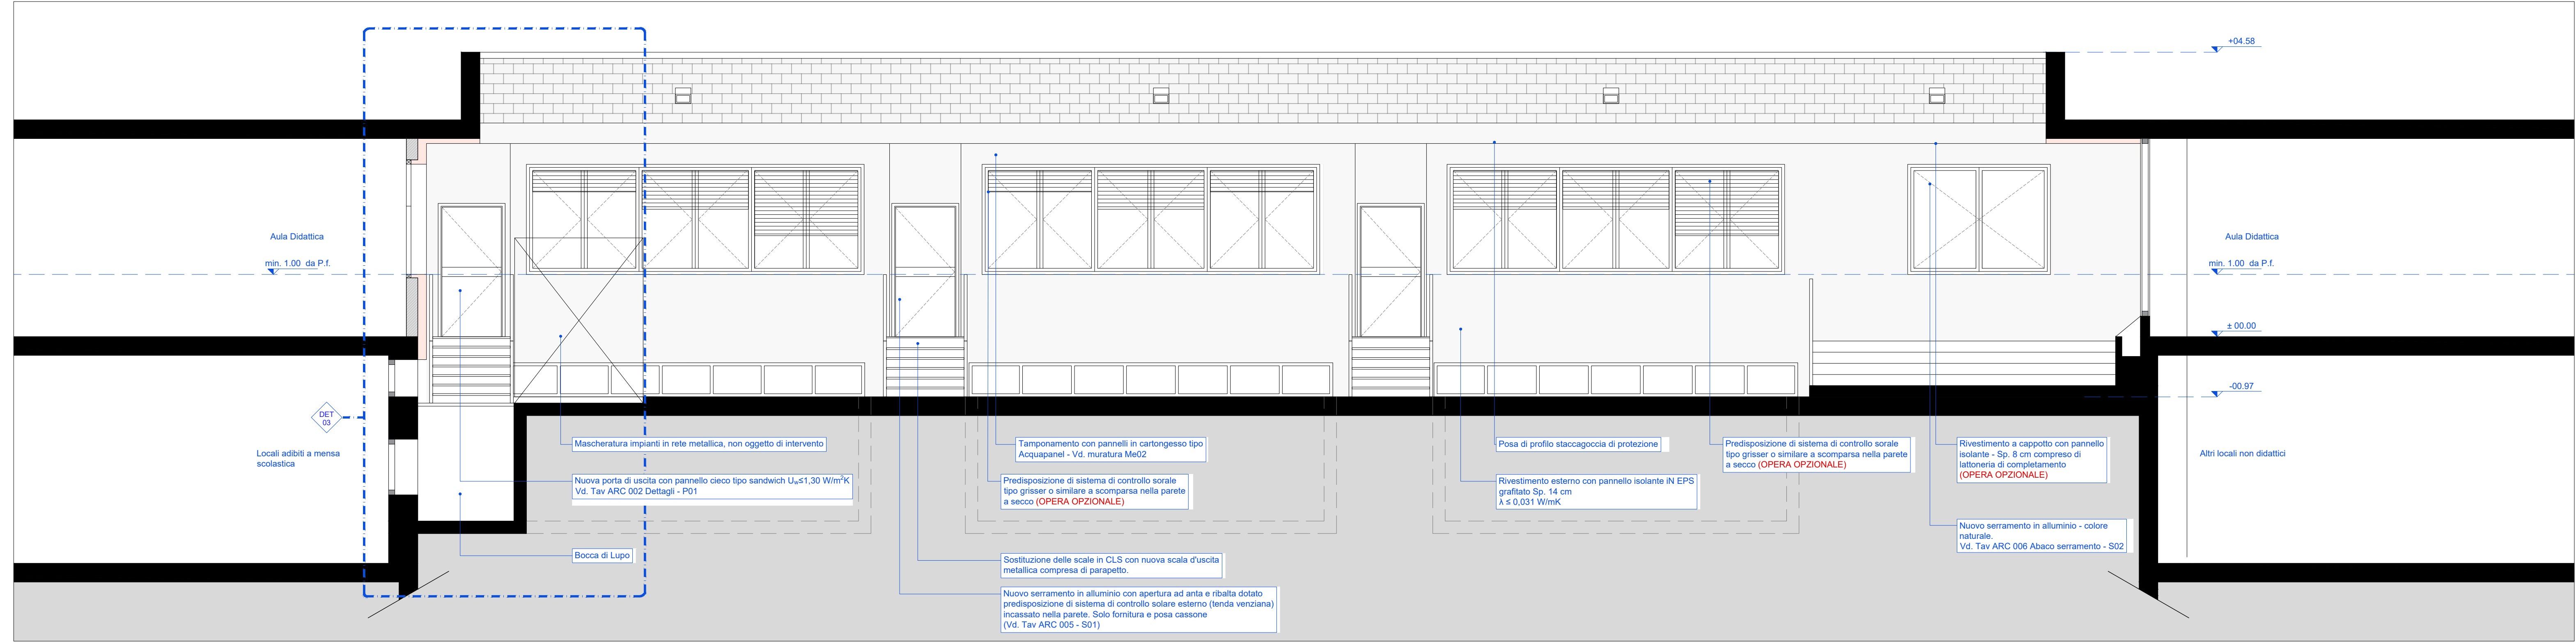 +04.58
Aula Didattica
min. 1.00  da P.f.
Aula Didattica
min. 1.00  da P.f.
± 00.00
-00.97
DET
03
Locali adibiti a mensa
scolastica
Altri locali non didattici
Mascheratura impianti in rete metallica, non oggetto di intervento
Nuova porta di uscita con pannello cieco tipo sandwich Uw≤1,30 W/m²K
Vd. Tav ARC 002 Dettagli - P01
Bocca di Lupo
Tamponamento con pannelli in cartongesso tipo
Acquapanel - Vd. muratura Me02
Predisposizione di sistema di controllo sorale
tipo grisser o similare a scomparsa nella parete
a secco (OPERA OPZIONALE)
Sostituzione delle scale in CLS con nuova scala d'uscita
metallica compresa di parapetto.
Nuovo serramento in alluminio con apertura ad anta e ribalta dotato
predisposizione di sistema di controllo solare esterno (tenda venziana)
incassato nella parete. Solo fornitura e posa cassone
(Vd. Tav ARC 005 - S01)
Posa di profilo staccagoccia di protezione
Rivestimento esterno con pannello isolante iN EPS
grafitato Sp. 14 cm
λ ≤ 0,031 W/mK
Predisposizione di sistema di controllo sorale
tipo grisser o similare a scomparsa nella parete
a secco (OPERA OPZIONALE)
Rivestimento a cappotto con pannello
isolante - Sp. 8 cm compreso di
lattoneria di completamento
(OPERA OPZIONALE)
Nuovo serramento in alluminio - colore
naturale.
Vd. Tav ARC 006 Abaco serramento - S02